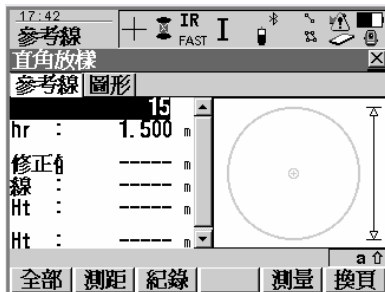 17:42
參考線
IR
FAST
I
直角放樣
參考線 圖形
15
hr : 1.500 m
修正值 ----- m
線 : ----- m
Ht : ----- m
Ht : ----- m
a
全部 測距 紀錄 測量 換頁